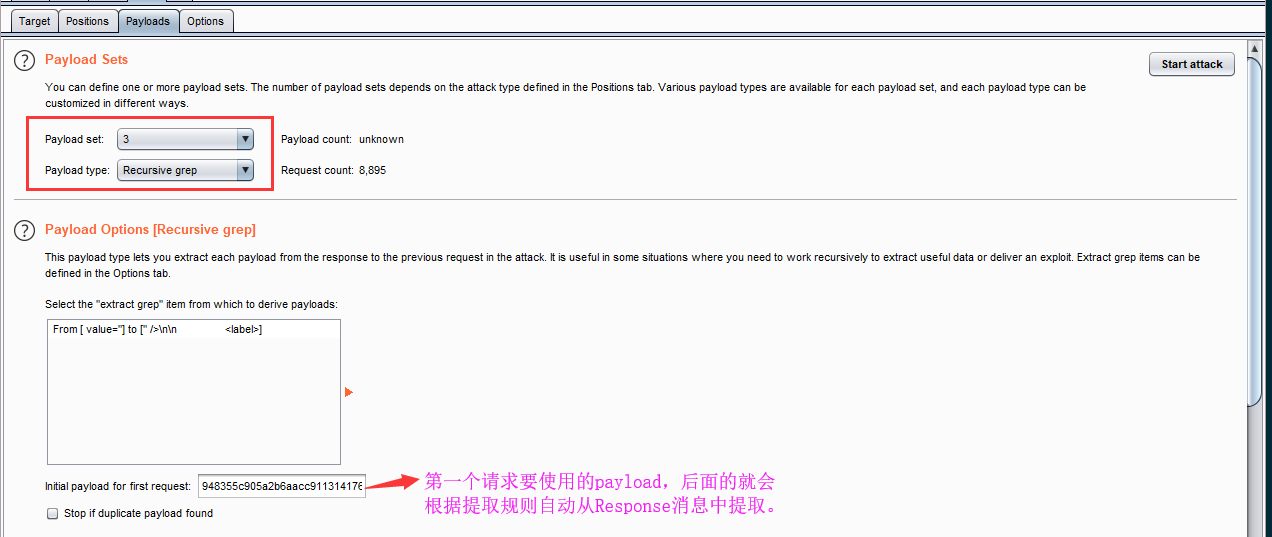 Target Positions Payloads Options
Payload Sets
Start attack
You can define one or more payload sets. The number of payload sets depends on the attack type defined in the Positions tab. Various payload types are available for each payload set, and each payload type can be
customized in different ways.
Payload set: 3 Payload count: unknown
Payload type: Recursive grep Request count: 8,895
Payload Options [Recursive grep]
This payload type lets you extract each payload from the response to the previous request in the attack. It is useful in some situations where you need to work recursively to extract useful data or deliver an exploit. Extract grep items can be
defined in the Options tab.
Select the "extract grep" item from which to derive payloads:
From [ value="] to [" />\n\n <label>]
Initial payload for first request: 948355c905a2b6aacc911314176
第一个请求要使用的payload，后面的就会
根据提取规则自动从Response消息中提取。
Stop if duplicate payload found